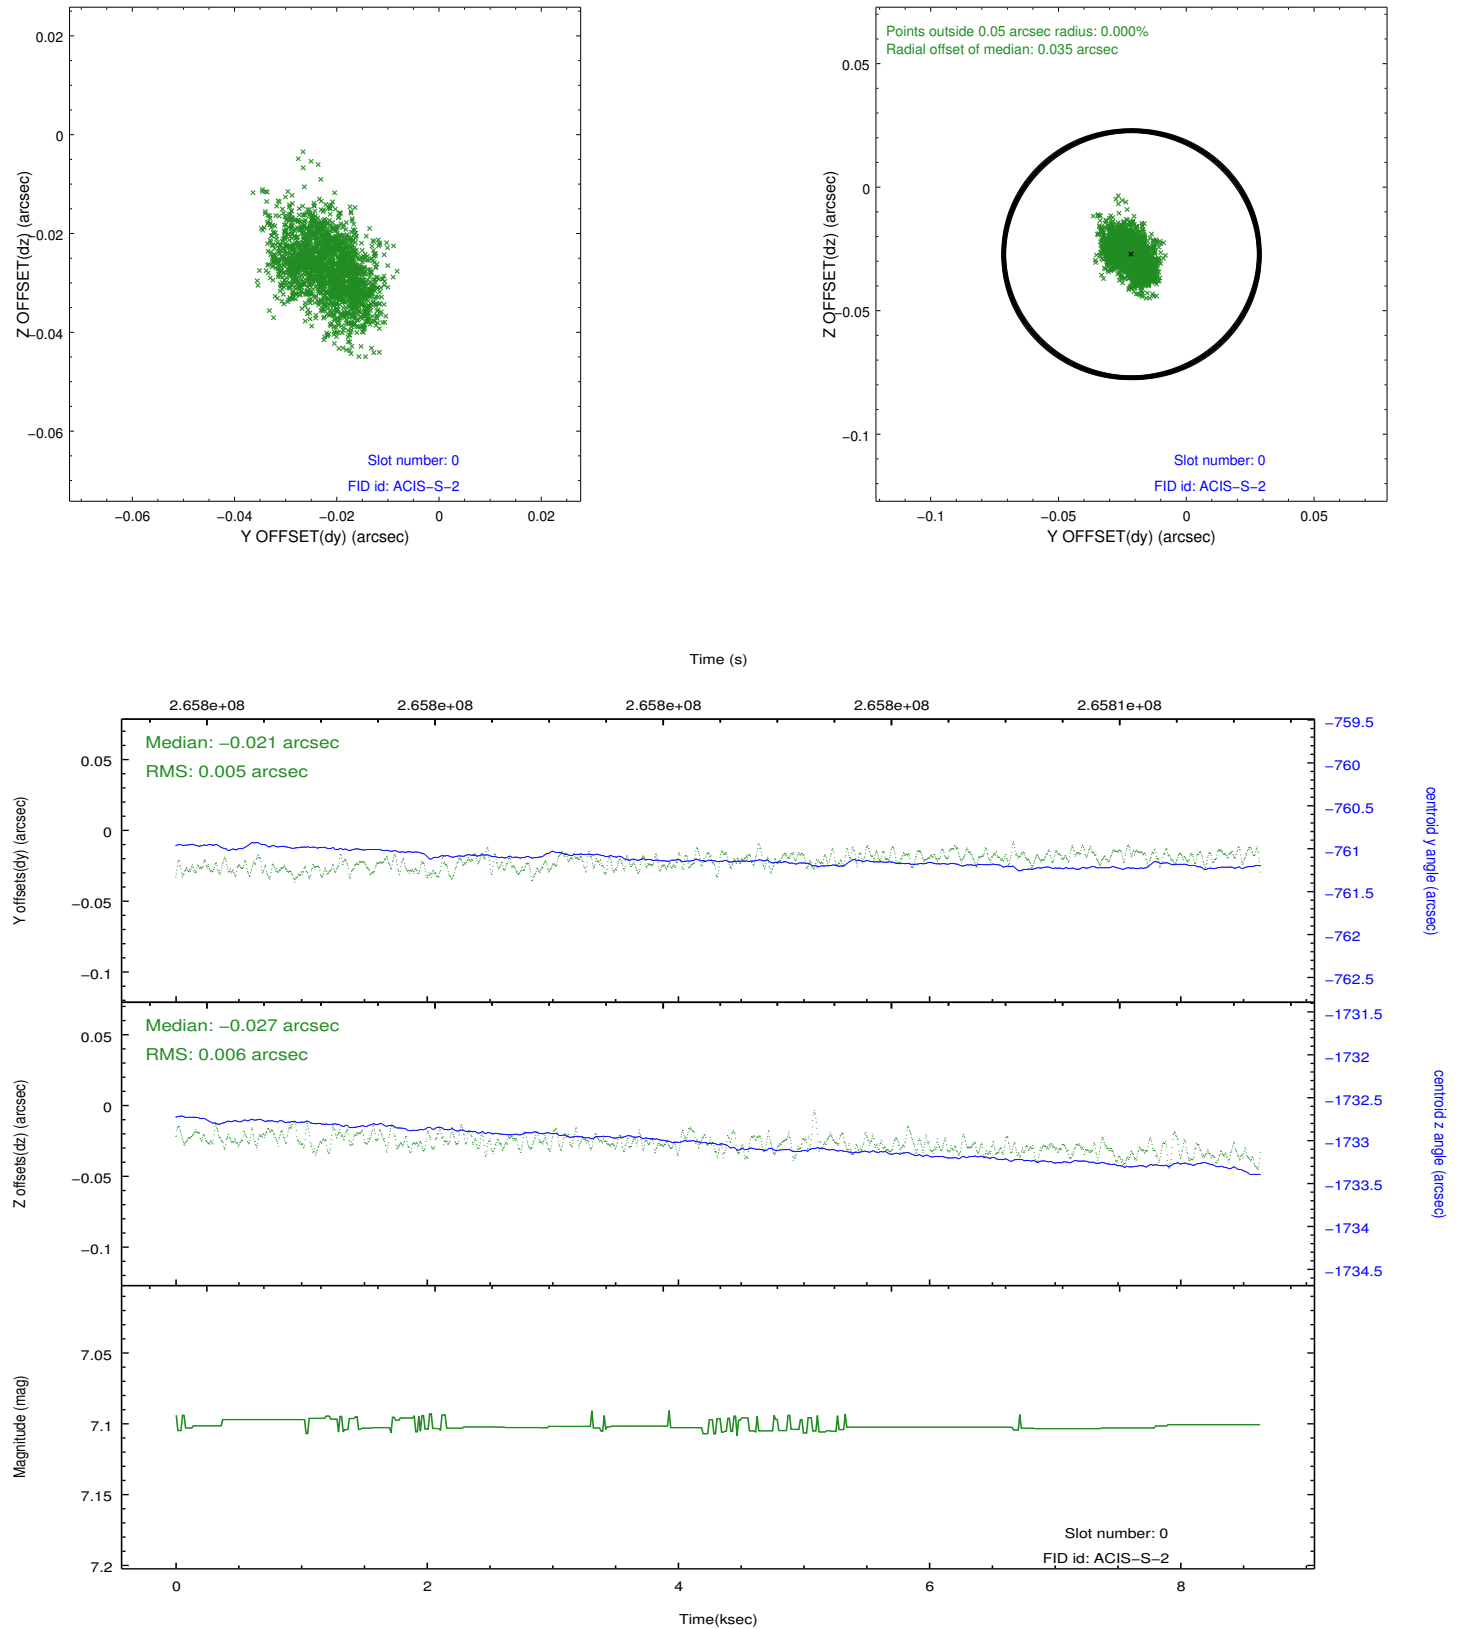 0.02
0
−0.02
−0.04
−0.06
Z OFFSET(dz) (arcsec)
Slot number: 0
FID id: ACIS−S−2
−0.06 −0.04 −0.02 0 0.02
Y OFFSET(dy) (arcsec)
Points outside 0.05 arcsec radius: 0.000%
Radial offset of median: 0.035 arcsec
0.05
0
−0.05
−0.1
Z OFFSET(dz) (arcsec)
Slot number: 0
FID id: ACIS−S−2
−0.1 −0.05 0 0.05
Y OFFSET(dy) (arcsec)
Time (s)
2.658e+08 2.658e+08 2.658e+08 2.658e+08 2.6581e+08
Median: −0.021 arcsec
RMS: 0.005 arcsec
0.05
0
−0.05
−0.1
Y offsets(dy) (arcsec)
−759.5
−760
−760.5
−761
−761.5
−762
−762.5
centroid y angle (arcsec)
Median: −0.027 arcsec
RMS: 0.006 arcsec
0.05
0
−0.05
−0.1
Z offsets(dz) (arcsec)
−1731.5
−1732
−1732.5
−1733
−1733.5
−1734
−1734.5
centroid z angle (arcsec)
7.05
7.1
7.15
7.2
Magnitude (mag)
Slot number: 0
FID id: ACIS−S−2
0 2 4 6 8
Time(ksec)